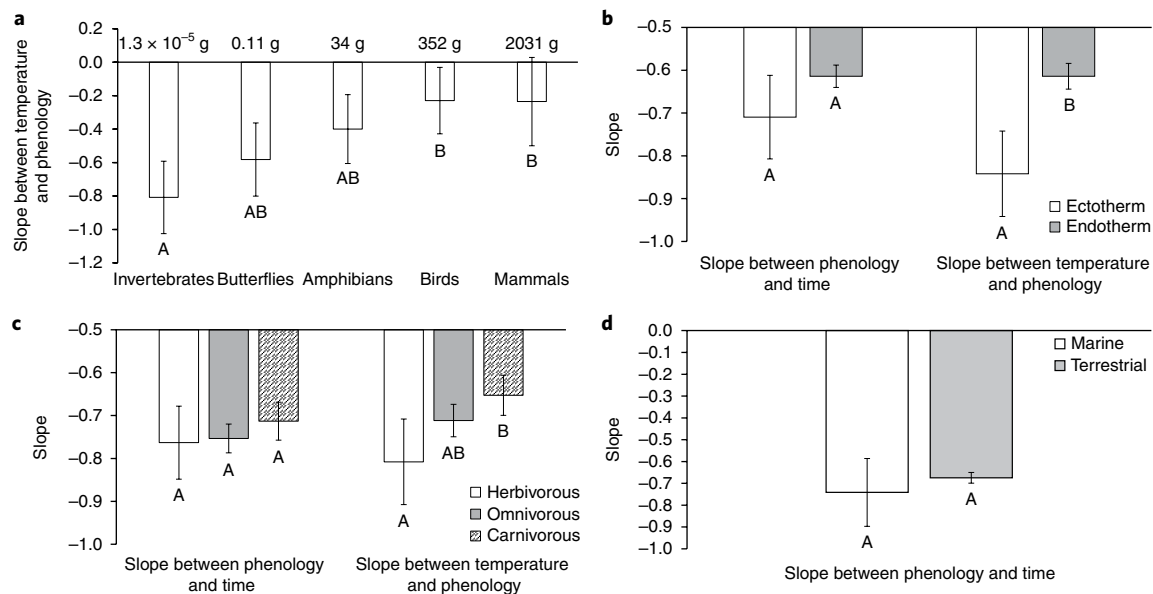 a
Slope between temperature
and phenology
0.2
0.0
–0.2
–0.4
–0.6
–0.8
–1.0
–1.2
1.3 × 10⁻⁵ g 0.11 g 34 g 352 g 2031 g
A AB AB B B
Invertebrates Butterflies Amphibians Birds Mammals
b
Slope
–0.5
–0.6
–0.7
–0.8
–0.9
–1.0
A A A B
Ectotherm
Endotherm
Slope between phenology
and time
Slope between temperature
and phenology
c
Slope
–0.5
–0.6
–0.7
–0.8
–0.9
–1.0
A A A A AB B
Herbivorous
Omnivorous
Carnivorous
Slope between phenology
and time
Slope between temperature
and phenology
d
Slope
0.0
–0.1
–0.2
–0.3
–0.4
–0.5
–0.6
–0.7
–0.8
–0.9
–1.0
A A
Marine
Terrestrial
Slope between phenology and time